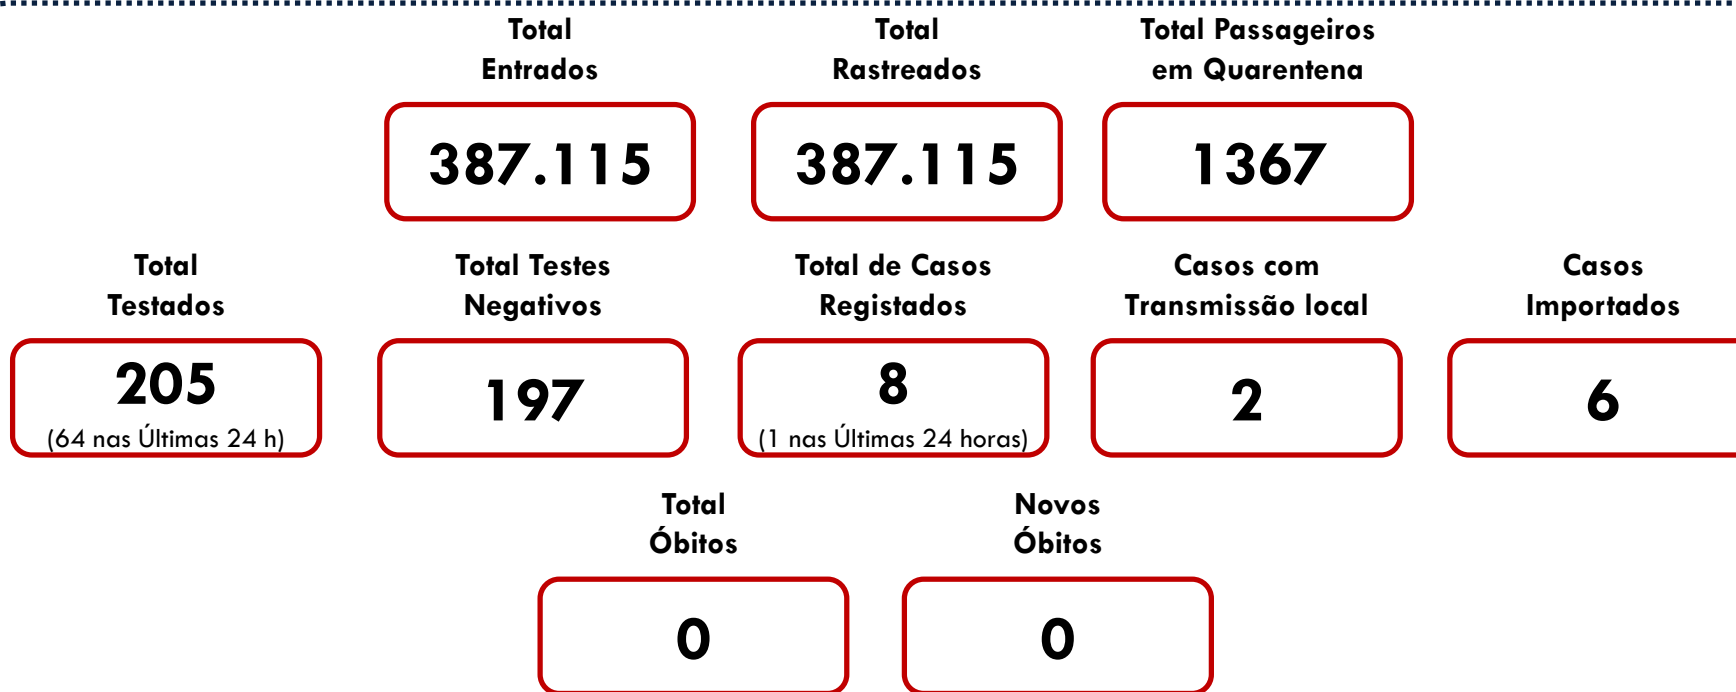 Total
Entrados
Total
Rastreados
Total Passageiros
em Quarentena
387.115
387.115
1367
Total
Testados
Total Testes
Negativos
Total de Casos
Registados
Casos com
Transmissão local
Casos
Importados
205
(64 nas Últimas 24 h)
197
8
(1 nas Últimas 24 horas)
2
6
Total
Óbitos
Novos
Óbitos
0
0